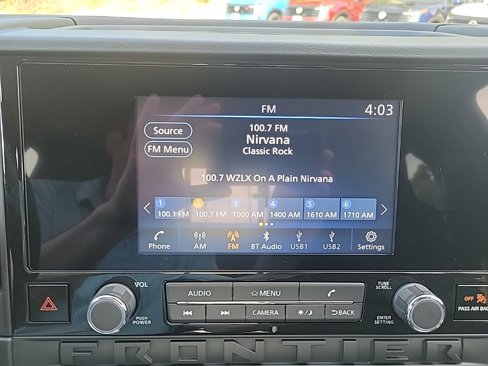 FM 4:03
Source
100.7 FM
Nirvana
Classic Rock
FM Menu
100.7 WZLX On A Plain Nirvana
1 2 3 4 5 6
100.1 FM 100.7 FM 1000 AM 1400 AM 1610 AM 1710 AM
Phone AM FM BT Audio USB1 USB2 Settings
VOL
AUDIO MENU
TUNE
SCROLL
PUSH
POWER
CAMERA BACK
ENTER
SETTING
OFF
PASS AIR BAG
FRONTIER